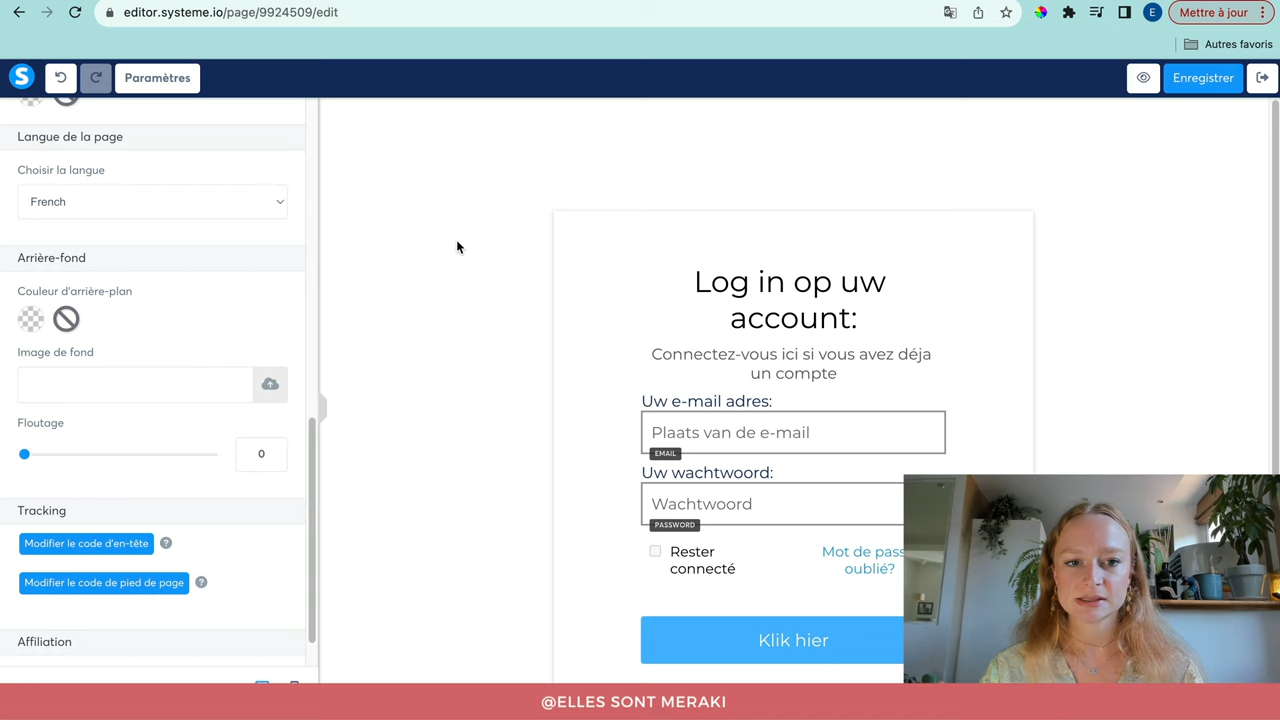 editor.systeme.io/page/9924509/edit
E
Mettre à jour
Autres favoris
S
Paramètres
Enregistrer
Langue de la page
Choisir la langue
French
Arrière-fond
Couleur d'arrière-plan
Image de fond
Floutage
0
Tracking
Modifier le code d'en-tête
?
Modifier le code de pied de page
?
Affiliation
Log in op uw
account:
Connectez-vous ici si vous avez déja
un compte
Uw e-mail adres:
Plaats van de e-mail
EMAIL
Uw wachtwoord:
Wachtwoord
PASSWORD
Rester
connecté
Mot de pass
oublié?
Klik hier
@ELLES SONT MERAKI